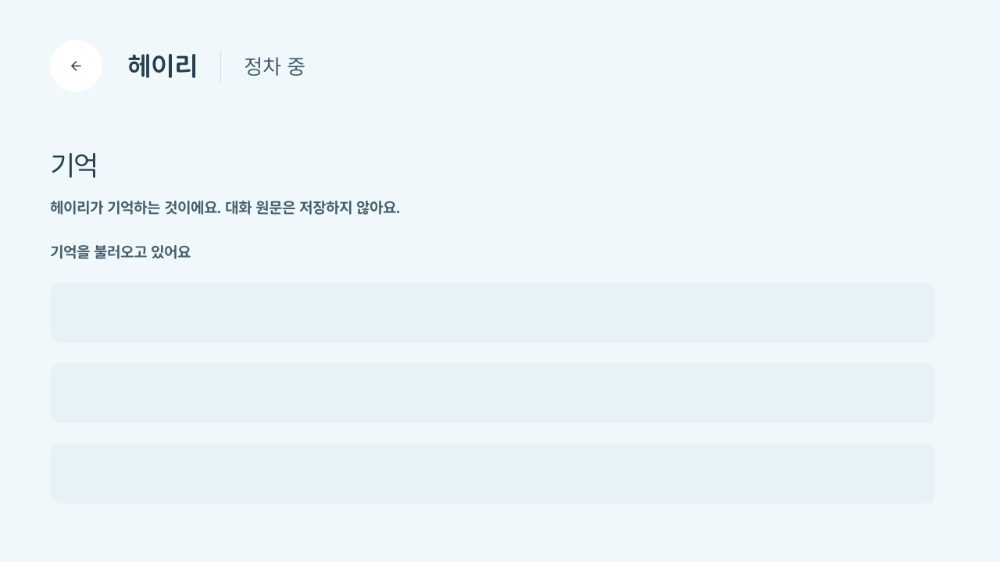 헤이리
정차 중
기억
헤이리가 기억하는 것이에요. 대화 원문은 저장하지 않아요.
기억을 불러오고 있어요